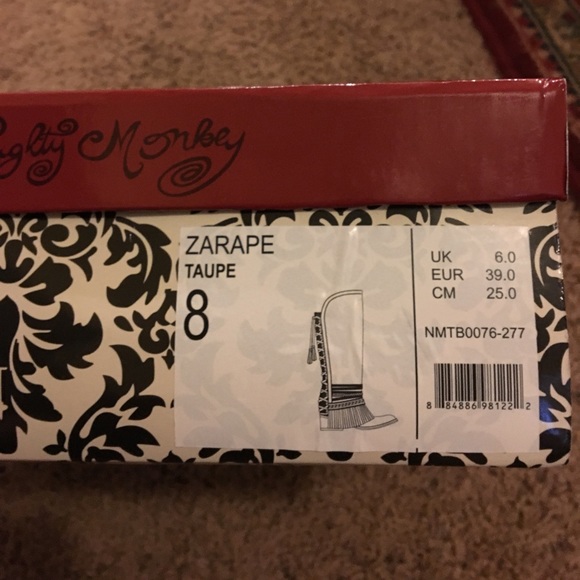 Monkey
ZARAPE
TAUPE
8
UK 6.0
EUR 39.0
CM 25.0
NMTB0076-277
8 84886 98122 2